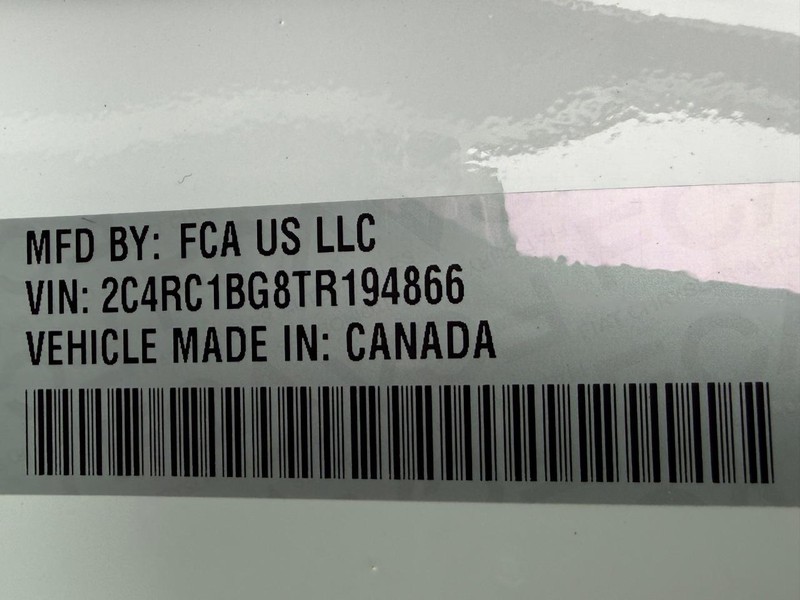 MFD BY: FCA US LLC
VIN: 2C4RC1BG8TR194866
VEHICLE MADE IN: CANADA